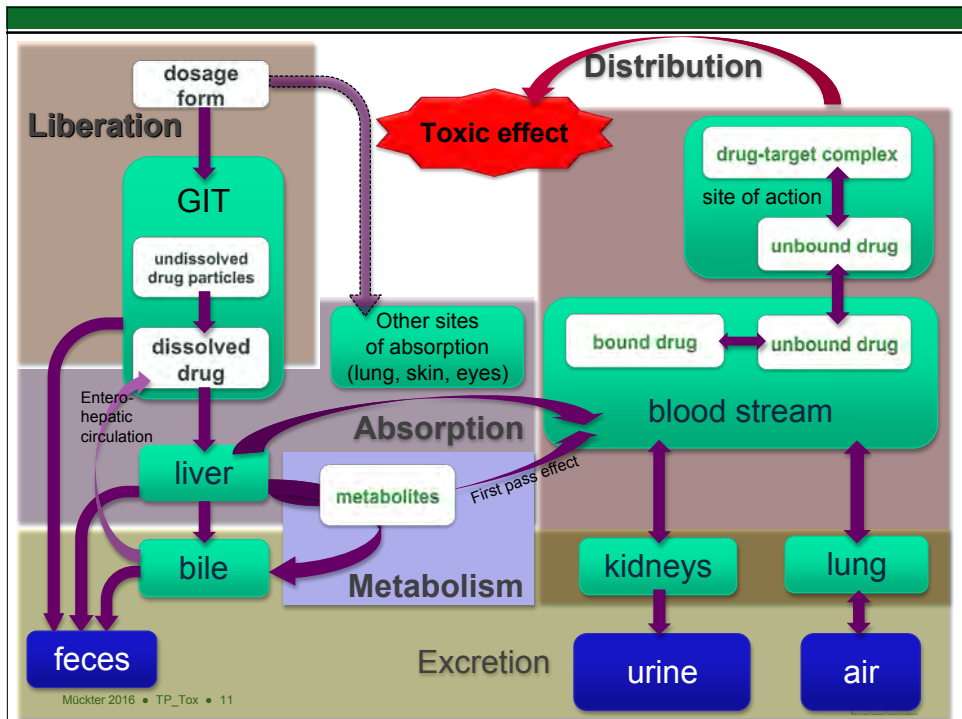 Distribution
dosage
form
Liberation
Toxic effect
drug-target complex
site of action
unbound drug
GIT
undissolved
drug particles
dissolved
drug
Other sites
of absorption
(lung, skin, eyes)
bound drug
unbound drug
blood stream
Entero-
hepatic
circulation
Absorption
liver
metabolites
First pass effect
bile
Metabolism
kidneys
lung
feces
Excretion
urine
air
Mückter 2016 ● TP_Tox ● 11